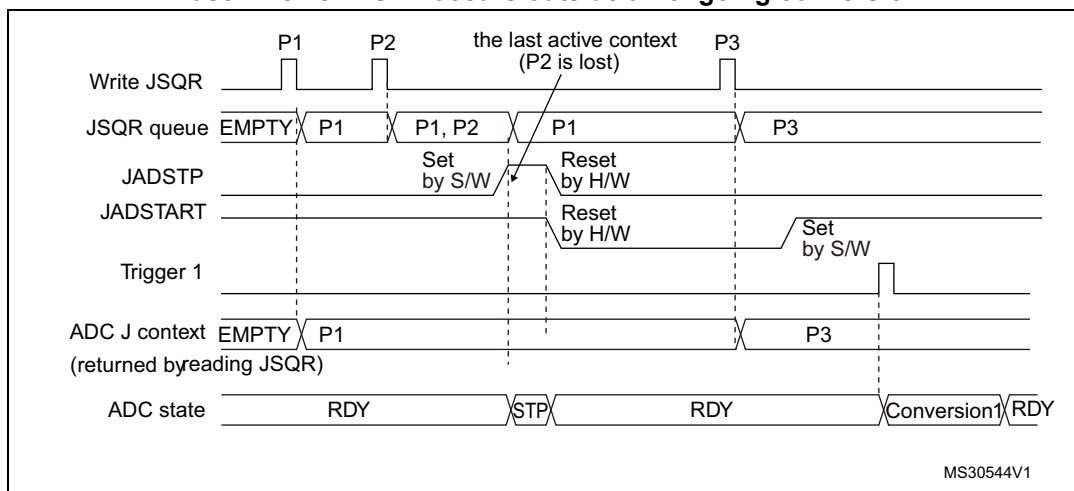 P1 P2 the last active context P3
(P2 is lost)
Write JSQR
JSQR queue EMPTY P1 P1, P2 P1 P3
Set Reset
JADSTP by S/W by H/W
JADSTART Reset Set
by H/W by S/W
Trigger 1
ADC J context EMPTY P1 P3
(returned byreading JSQR)
ADC state RDY STP RDY Conversion1 RDY
MS30544V1